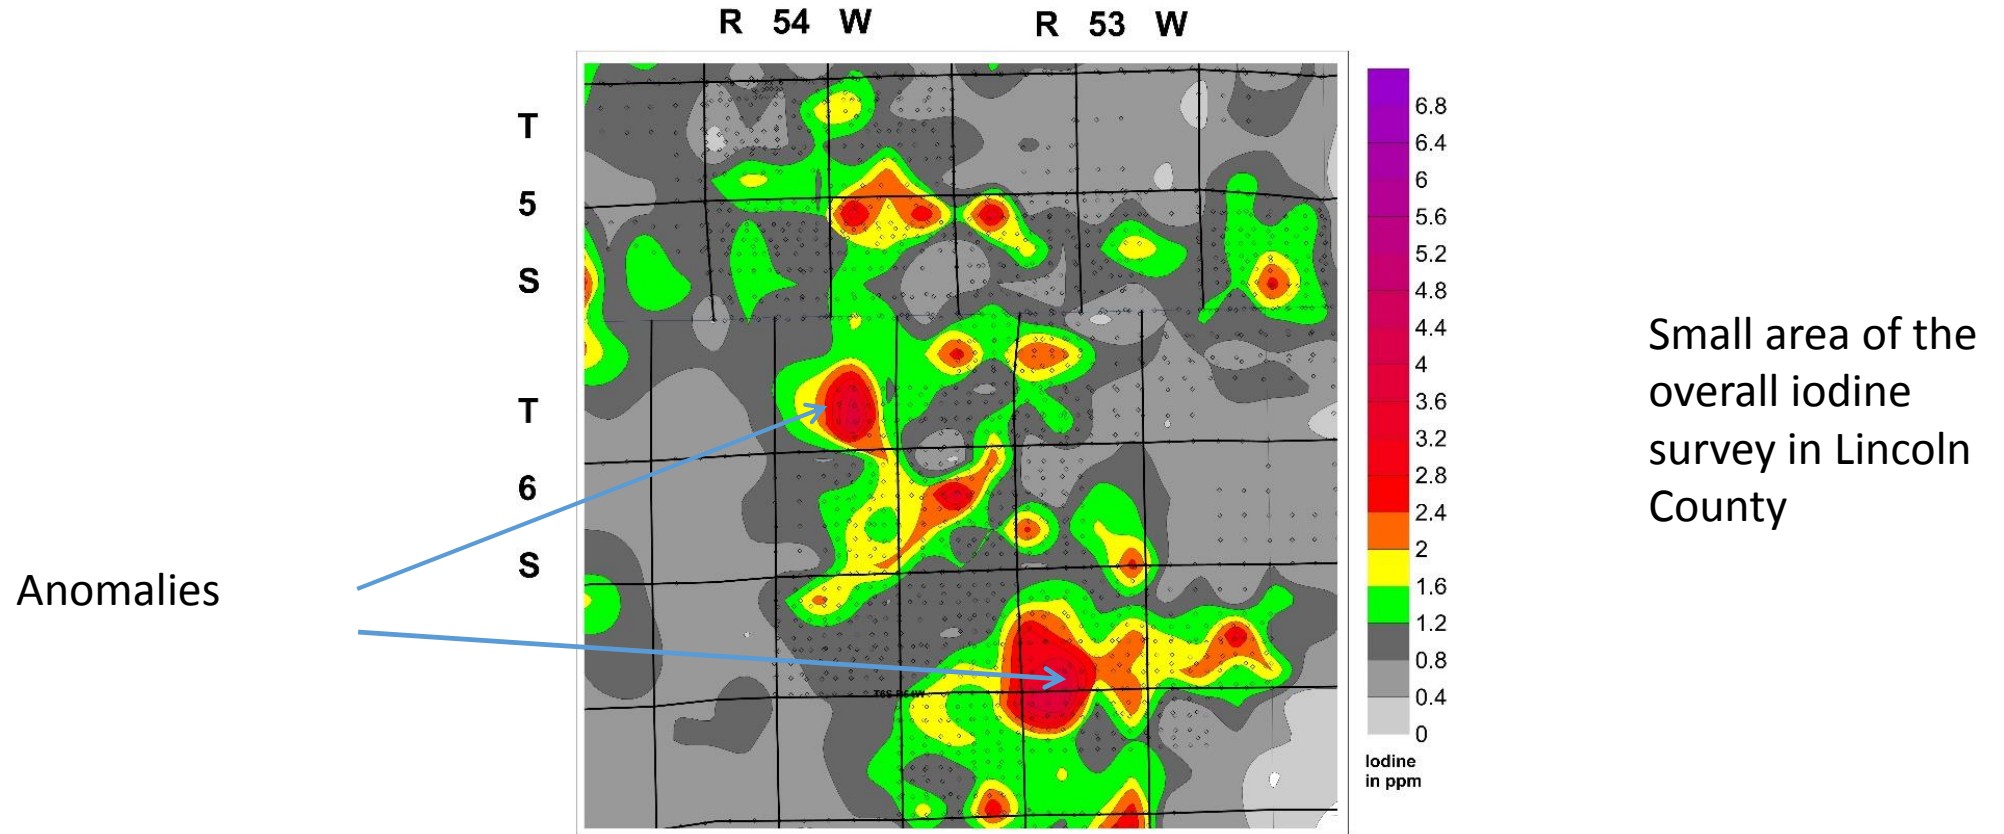 R 54 W
R 53 W
T
5
S
T
6
S
6.8
6.4
6
5.6
5.2
4.8
4.4
4
3.6
3.2
2.8
2.4
2
1.6
1.2
0.8
0.4
0
Iodine
in ppm
T6S R54W
Anomalies
Small area of the
overall iodine
survey in Lincoln
County